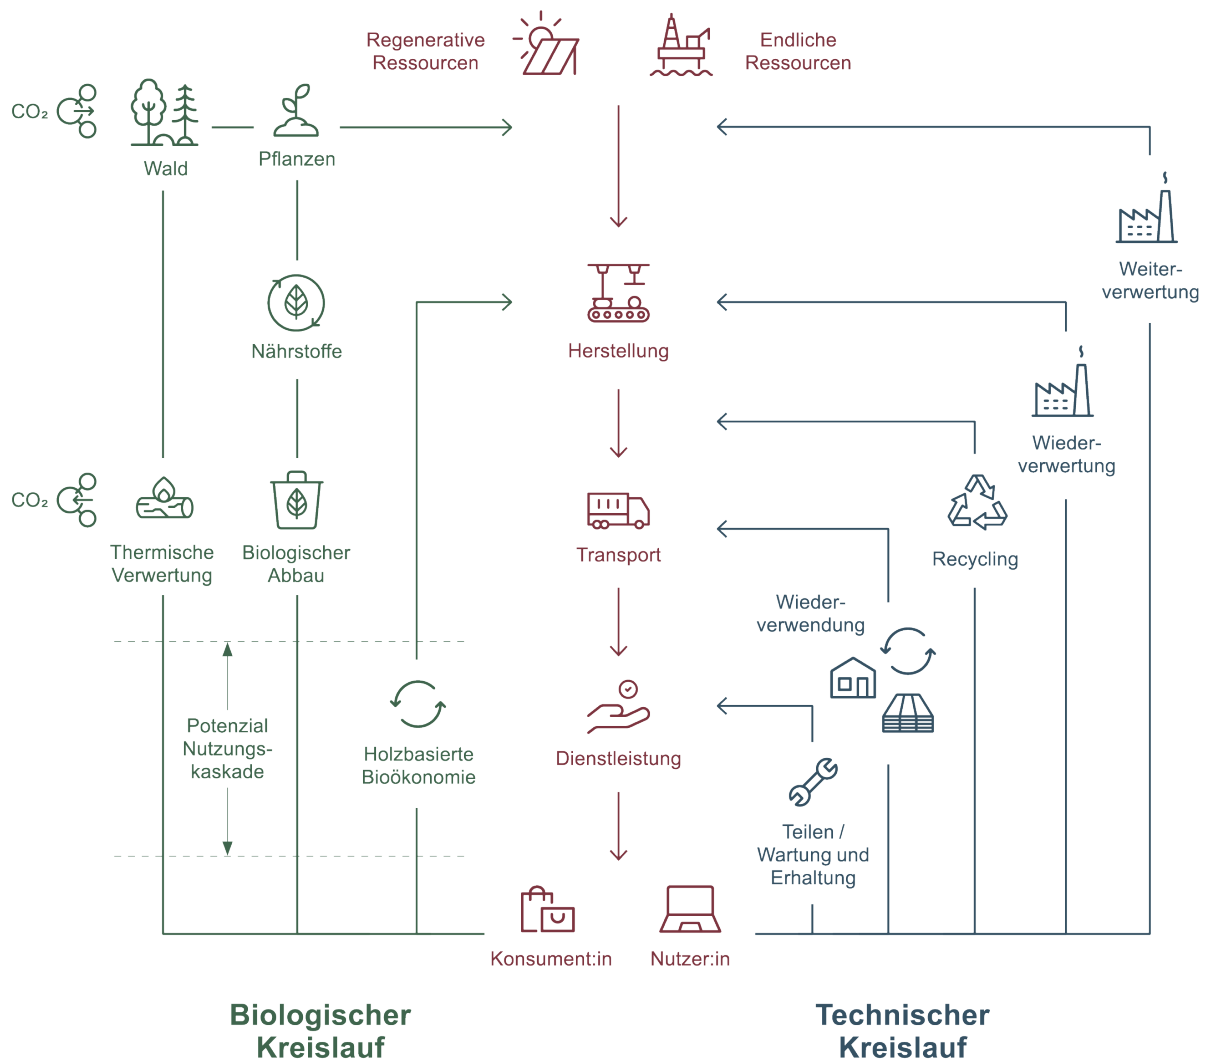 Regenerative
Ressourcen
Endliche
Ressourcen
CO₂
Wald
Pflanzen
Weiter-
verwertung
Nährstoffe
Herstellung
Wieder-
verwertung
CO₂
Thermische
Verwertung
Biologischer
Abbau
Transport
Recycling
Wieder-
verwendung
Potenzial
Nutzungs-
kaskade
Holzbasierte
Bioökonomie
Dienstleistung
Teilen /
Wartung und
Erhaltung
Konsument:in
Nutzer:in
Biologischer
Kreislauf
Technischer
Kreislauf